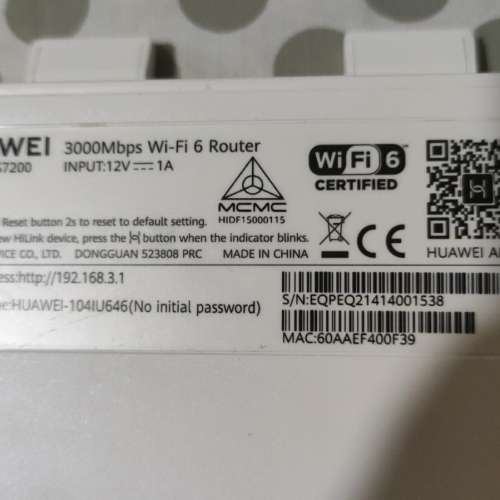 WEI 3000Mbps Wi-Fi 6 Router
7200 INPUT:12V 1A
Wi Fi 6
CERTIFIED
MCMC
HIDF15000115
Reset button 2s to reset to default setting.
ew HiLink device, press the button when the indicator blinks.
ICE CO., LTD. DONGGUAN 523808 PRC MADE IN CHINA
HUAWEI
ess:http://192.168.3.1
e:HUAWEI-104IU646(No initial password)
S/N:EQPEQ21414001538
MAC:60AAEF400F39